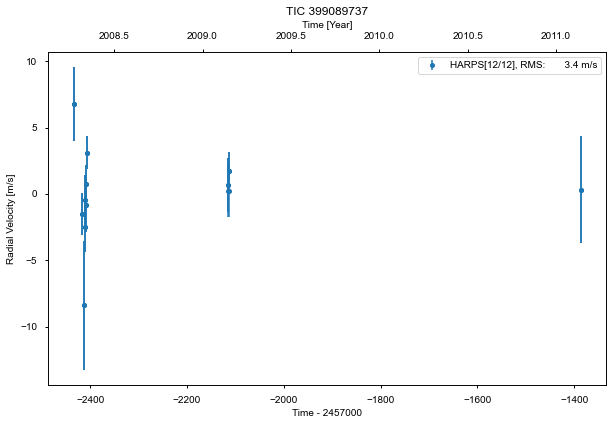 TIC 399089737
Time [Year]
2008.5 2009.0 2009.5 2010.0 2010.5 2011.0
HARPS[12/12], RMS: 3.4 m/s
10
5
0
−5
−10
Radial Velocity [m/s]
−2400 −2200 −2000 −1800 −1600 −1400
Time - 2457000